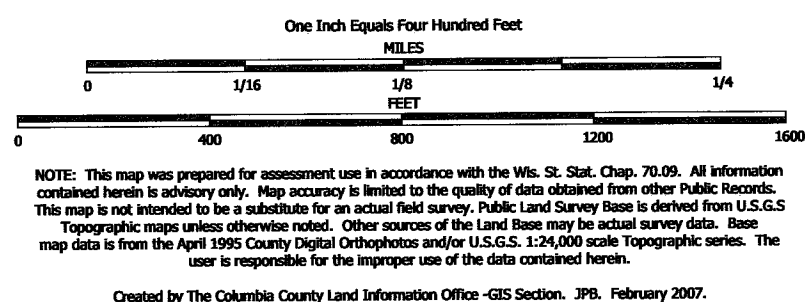 One Inch Equals Four Hundred Feet
MILES
0 1/16 1/8 1/4
FEET
0 400 800 1200 1600
NOTE: This map was prepared for assessment use in accordance with the Wis. St. Stat. Chap. 70.09. All information
contained herein is advisory only. Map accuracy is limited to the quality of data obtained from other Public Records.
This map is not intended to be a substitute for an actual field survey. Public Land Survey Base is derived from U.S.G.S
Topographic maps unless otherwise noted. Other sources of the Land Base may be actual survey data. Base
map data is from the April 1995 County Digital Orthophotos and/or U.S.G.S. 1:24,000 scale Topographic series. The
user is responsible for the improper use of the data contained herein.
Created by The Columbia County Land Information Office -GIS Section. JPB. February 2007.